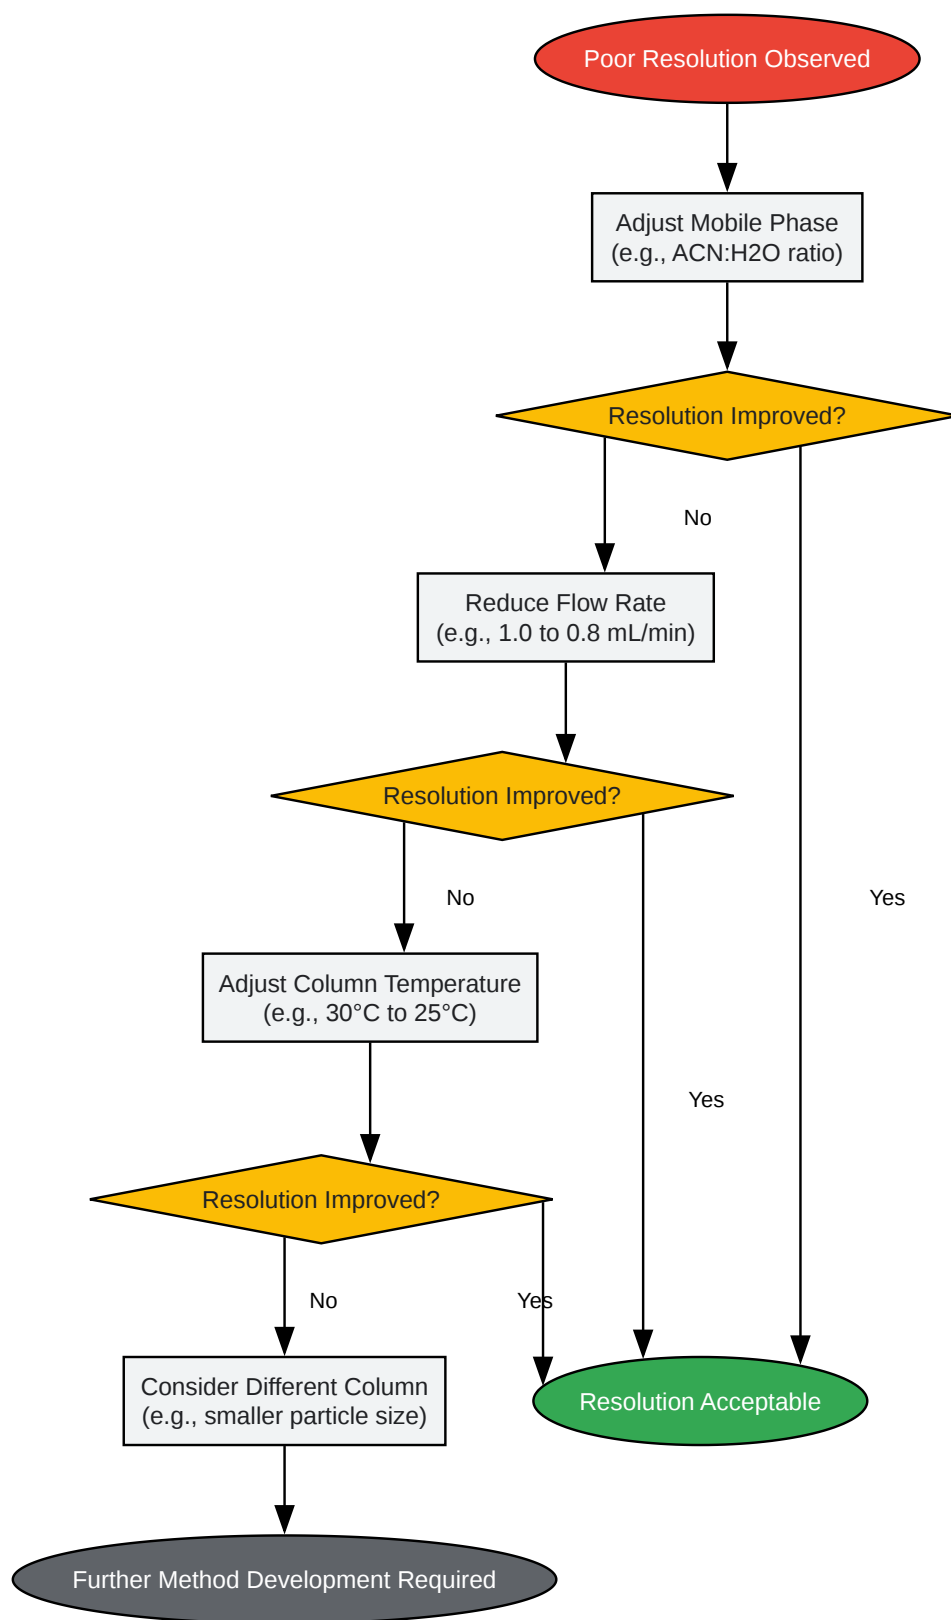 Poor Resolution Observed
Adjust Mobile Phase
(e.g., ACN:H2O ratio)
Resolution Improved?
No
Reduce Flow Rate
(e.g., 1.0 to 0.8 mL/min)
Resolution Improved?
No
Yes
Adjust Column Temperature
(e.g., 30°C to 25°C)
Yes
Resolution Improved?
No
Yes
Consider Different Column
(e.g., smaller particle size)
Resolution Acceptable
Further Method Development Required